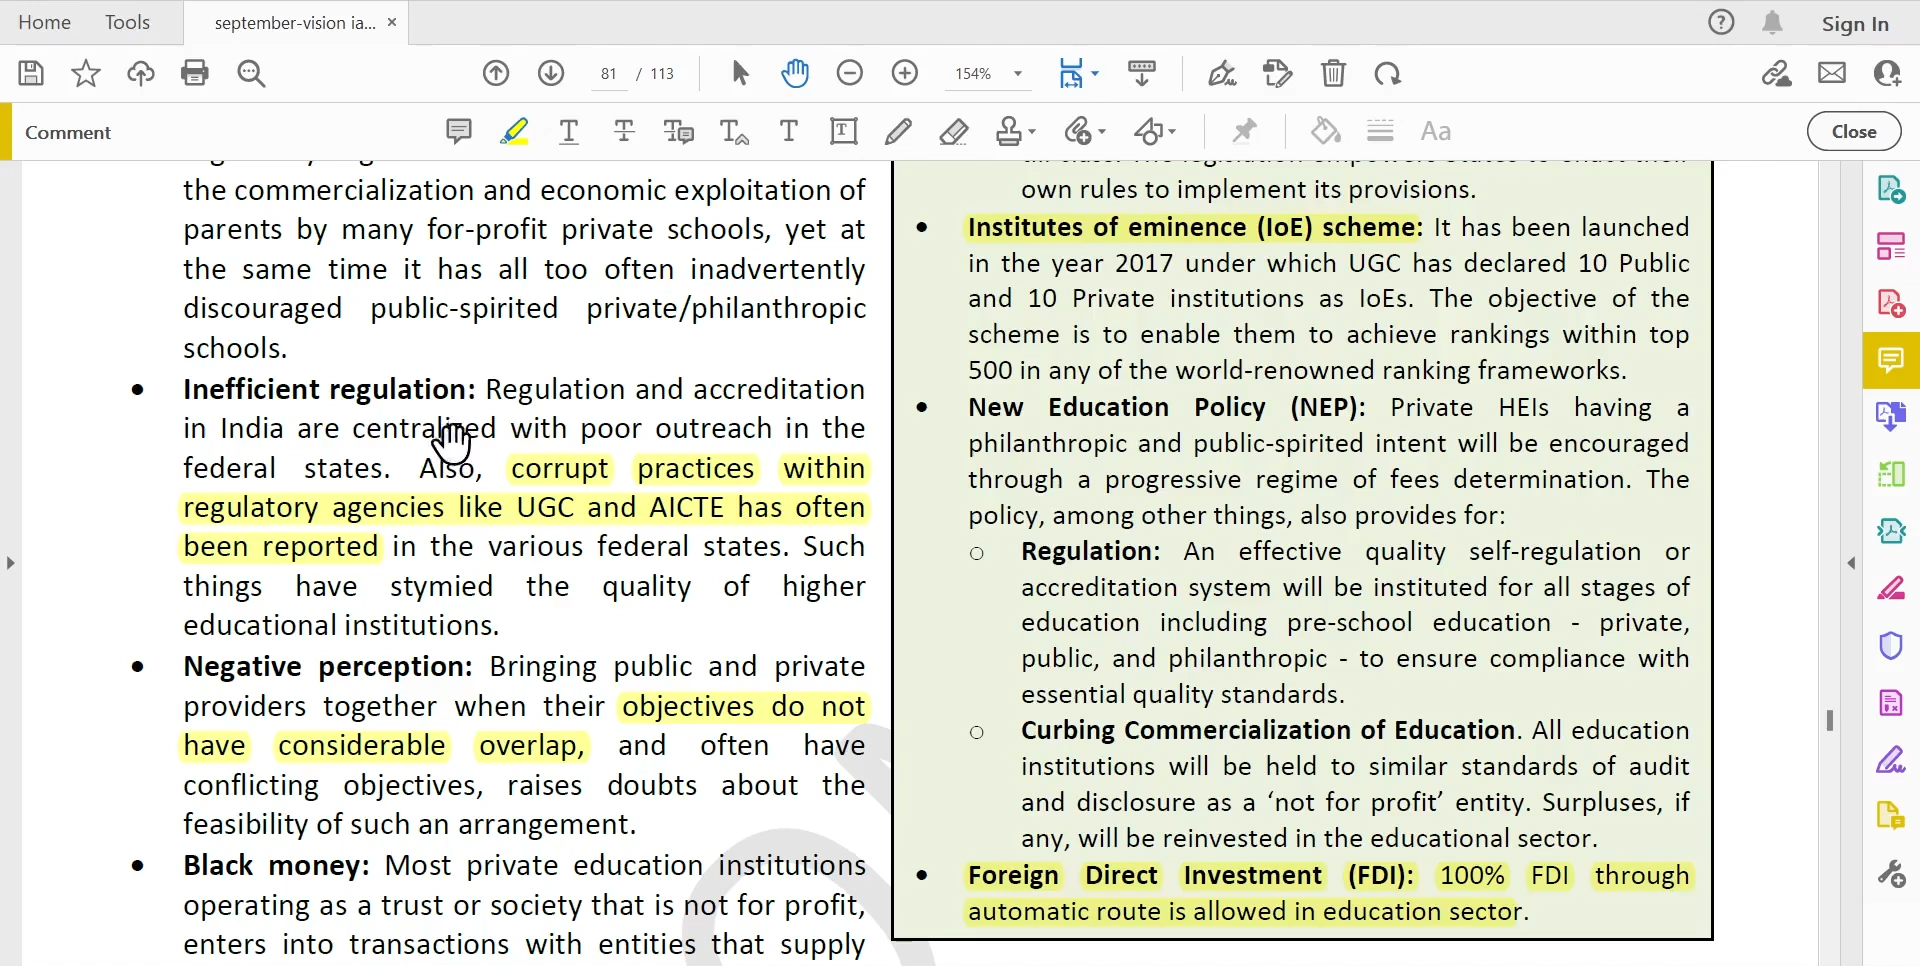 Home Tools september-vision ia... × Sign In
81 / 113 154%
Comment Close
the commercialization and economic exploitation of
parents by many for-profit private schools, yet at
the same time it has all too often inadvertently
discouraged public-spirited private/philanthropic
schools.
• Inefficient regulation: Regulation and accreditation
in India are centralized with poor outreach in the
federal states. Also, corrupt practices within
regulatory agencies like UGC and AICTE has often
been reported in the various federal states. Such
things have stymied the quality of higher
educational institutions.
• Negative perception: Bringing public and private
providers together when their objectives do not
have considerable overlap, and often have
conflicting objectives, raises doubts about the
feasibility of such an arrangement.
• Black money: Most private education institutions
operating as a trust or society that is not for profit,
enters into transactions with entities that supply
own rules to implement its provisions.
• Institutes of eminence (IoE) scheme: It has been launched
in the year 2017 under which UGC has declared 10 Public
and 10 Private institutions as IoEs. The objective of the
scheme is to enable them to achieve rankings within top
500 in any of the world-renowned ranking frameworks.
• New Education Policy (NEP): Private HEIs having a
philanthropic and public-spirited intent will be encouraged
through a progressive regime of fees determination. The
policy, among other things, also provides for:
○ Regulation: An effective quality self-regulation or
accreditation system will be instituted for all stages of
education including pre-school education - private,
public, and philanthropic - to ensure compliance with
essential quality standards.
○ Curbing Commercialization of Education. All education
institutions will be held to similar standards of audit
and disclosure as a ‘not for profit’ entity. Surpluses, if
any, will be reinvested in the educational sector.
• Foreign Direct Investment (FDI): 100% FDI through
automatic route is allowed in education sector.